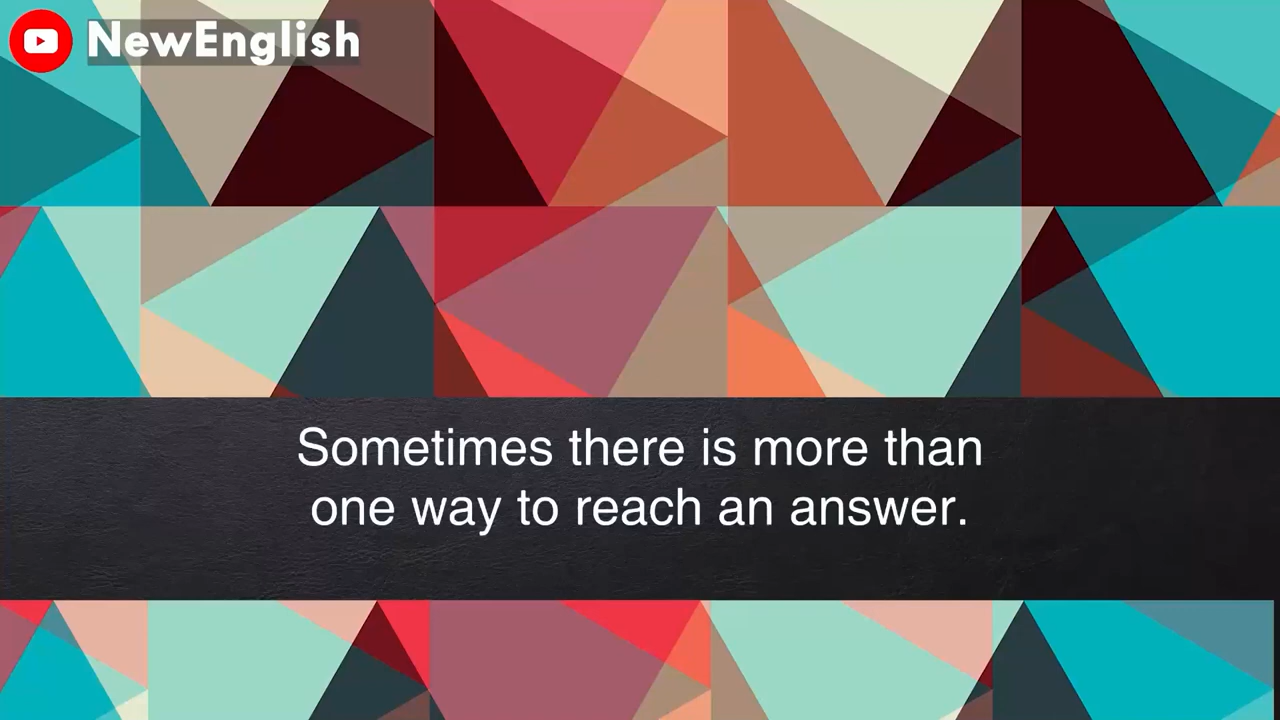 NewEnglish
Sometimes there is more than
one way to reach an answer.